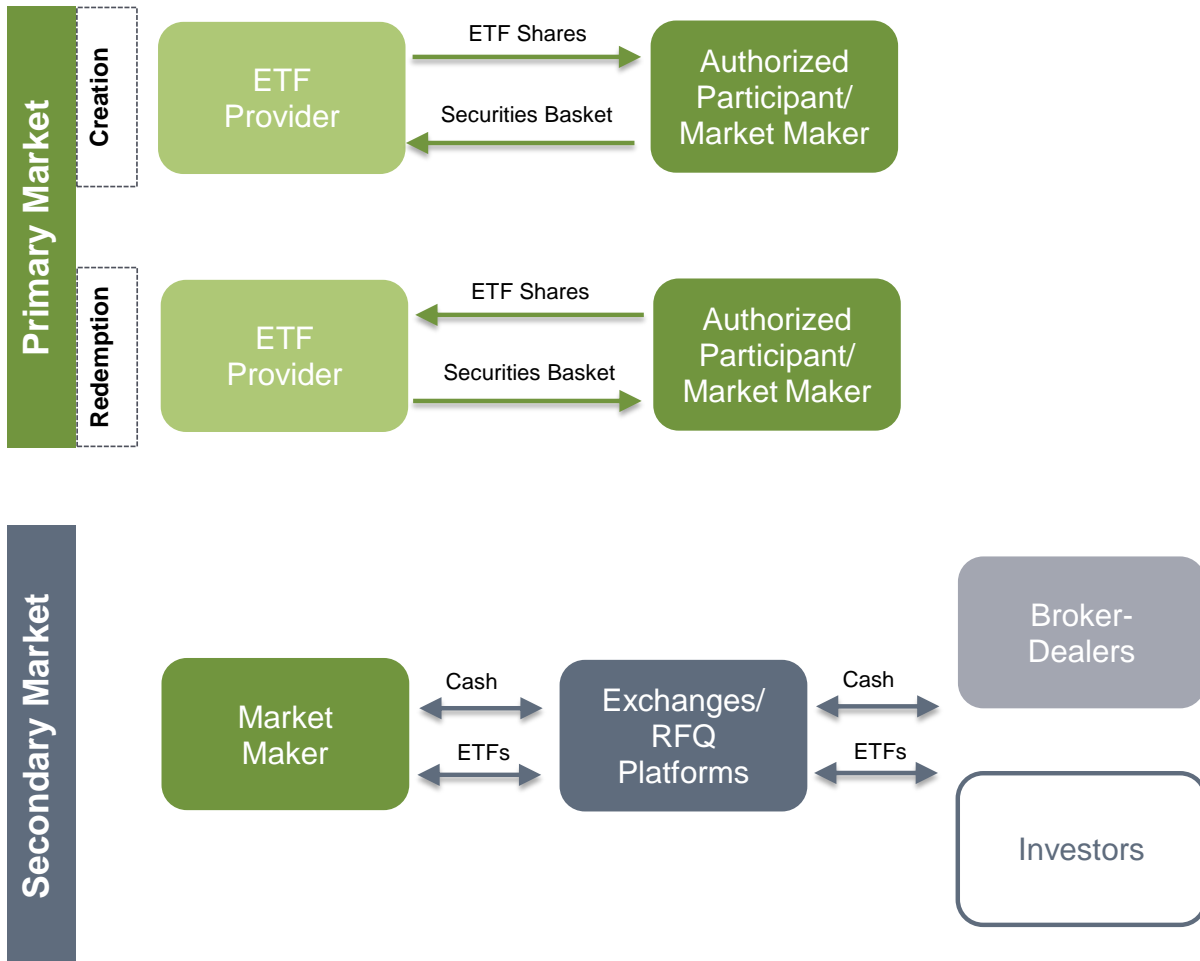 Primary Market
Creation
ETF
Provider
ETF Shares
Securities Basket
Authorized
Participant/
Market Maker
Redemption
ETF
Provider
ETF Shares
Securities Basket
Authorized
Participant/
Market Maker
Secondary Market
Market
Maker
Cash
ETFs
Exchanges/
RFQ
Platforms
Cash
ETFs
Broker-
Dealers
Investors